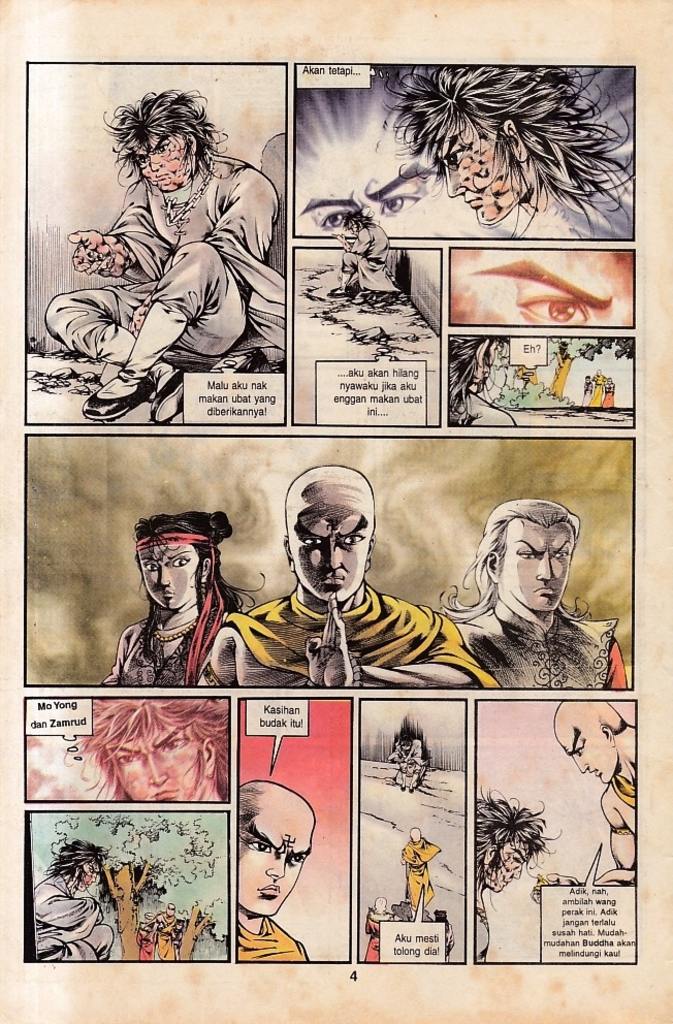 Malu aku nak
makan ubat yang
diberikannya!
Akan tetapi...
....aku akan hilang
nyawaku jika aku
enggan makan ubat
ini....
Eh?
Mo Yong
dan Zamrud
Kasihan
budak itu!
Aku mesti
tolong dia!
Adik, nah,
ambilah wang
perak ini. Adik
jangan terlalu
susah hati. Mudah-
mudahan Buddha akan
melindungi kau!
4